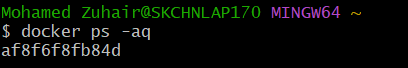 Mohamed Zuhair@SKCHNLAP170 MINGW64 ~
$ docker ps -aq
af8f6f8fb84d